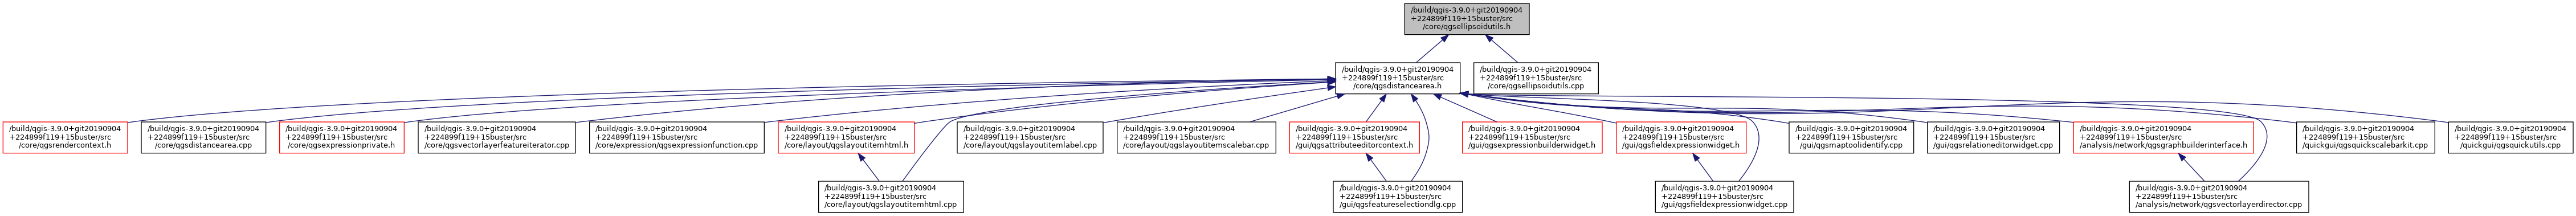 /build/qgis-3.9.0+git20190904
+224899f119+15buster/src
/core/qgsellipsoidutils.h
/build/qgis-3.9.0+git20190904
+224899f119+15buster/src
/core/qgsdistancearea.h
/build/qgis-3.9.0+git20190904
+224899f119+15buster/src
/core/qgsellipsoidutils.cpp
/build/qgis-3.9.0+git20190904
+224899f119+15buster/src
/core/qgsrendercontext.h
/build/qgis-3.9.0+git20190904
+224899f119+15buster/src
/core/qgsdistancearea.cpp
/build/qgis-3.9.0+git20190904
+224899f119+15buster/src
/core/qgsexpressionprivate.h
/build/qgis-3.9.0+git20190904
+224899f119+15buster/src
/core/qgsvectorlayerfeatureiterator.cpp
/build/qgis-3.9.0+git20190904
+224899f119+15buster/src
/core/expression/qgsexpressionfunction.cpp
/build/qgis-3.9.0+git20190904
+224899f119+15buster/src
/core/layout/qgslayoutitemhtml.h
/build/qgis-3.9.0+git20190904
+224899f119+15buster/src
/core/layout/qgslayoutitemlabel.cpp
/build/qgis-3.9.0+git20190904
+224899f119+15buster/src
/core/layout/qgslayoutitemscalebar.cpp
/build/qgis-3.9.0+git20190904
+224899f119+15buster/src
/gui/qgsattributeeditorcontext.h
/build/qgis-3.9.0+git20190904
+224899f119+15buster/src
/gui/qgsexpressionbuilderwidget.h
/build/qgis-3.9.0+git20190904
+224899f119+15buster/src
/gui/qgsfieldexpressionwidget.h
/build/qgis-3.9.0+git20190904
+224899f119+15buster/src
/gui/qgsmaptoolidentify.cpp
/build/qgis-3.9.0+git20190904
+224899f119+15buster/src
/gui/qgsrelationeditorwidget.cpp
/build/qgis-3.9.0+git20190904
+224899f119+15buster/src
/analysis/network/qgsgraphbuilderinterface.h
/build/qgis-3.9.0+git20190904
+224899f119+15buster/src
/quickgui/qgsquickscalebarkit.cpp
/build/qgis-3.9.0+git20190904
+224899f119+15buster/src
/quickgui/qgsquickutils.cpp
/build/qgis-3.9.0+git20190904
+224899f119+15buster/src
/core/layout/qgslayoutitemhtml.cpp
/build/qgis-3.9.0+git20190904
+224899f119+15buster/src
/gui/qgsfeatureselectiondlg.cpp
/build/qgis-3.9.0+git20190904
+224899f119+15buster/src
/gui/qgsfieldexpressionwidget.cpp
/build/qgis-3.9.0+git20190904
+224899f119+15buster/src
/analysis/network/qgsvectorlayerdirector.cpp